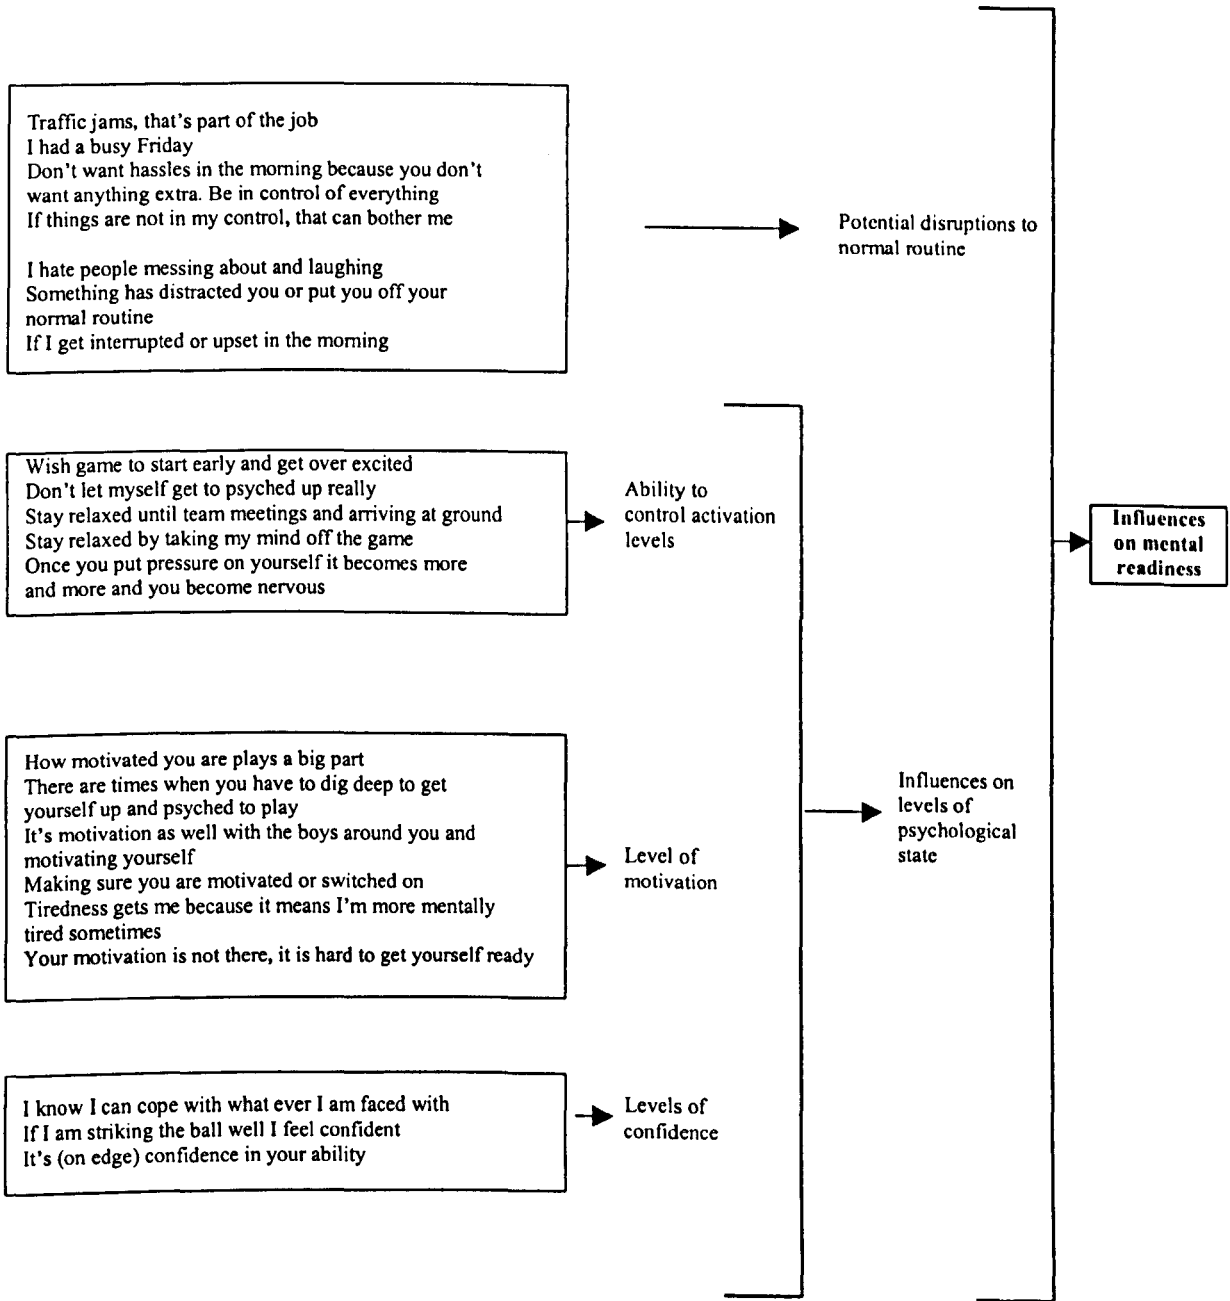 Traffic jams, that's part of the job
I had a busy Friday
Don't want hassles in the morning because you don't
want anything extra. Be in control of everything
If things are not in my control, that can bother me
I hate people messing about and laughing
Something has distracted you or put you off your
normal routine
If I get interrupted or upset in the morning
Potential disruptions to
normal routine
Wish game to start early and get over excited
Don't let myself get to psyched up really
Stay relaxed until team meetings and arriving at ground
Stay relaxed by taking my mind off the game
Once you put pressure on yourself it becomes more
and more and you become nervous
Ability to
control activation
levels
Influences
on mental
readiness
How motivated you are plays a big part
There are times when you have to dig deep to get
yourself up and psyched to play
It's motivation as well with the boys around you and
motivating yourself
Making sure you are motivated or switched on
Tiredness gets me because it means I'm more mentally
tired sometimes
Your motivation is not there, it is hard to get yourself ready
Level of
motivation
Influences on
levels of
psychological
state
I know I can cope with what ever I am faced with
If I am striking the ball well I feel confident
It's (on edge) confidence in your ability
Levels of
confidence